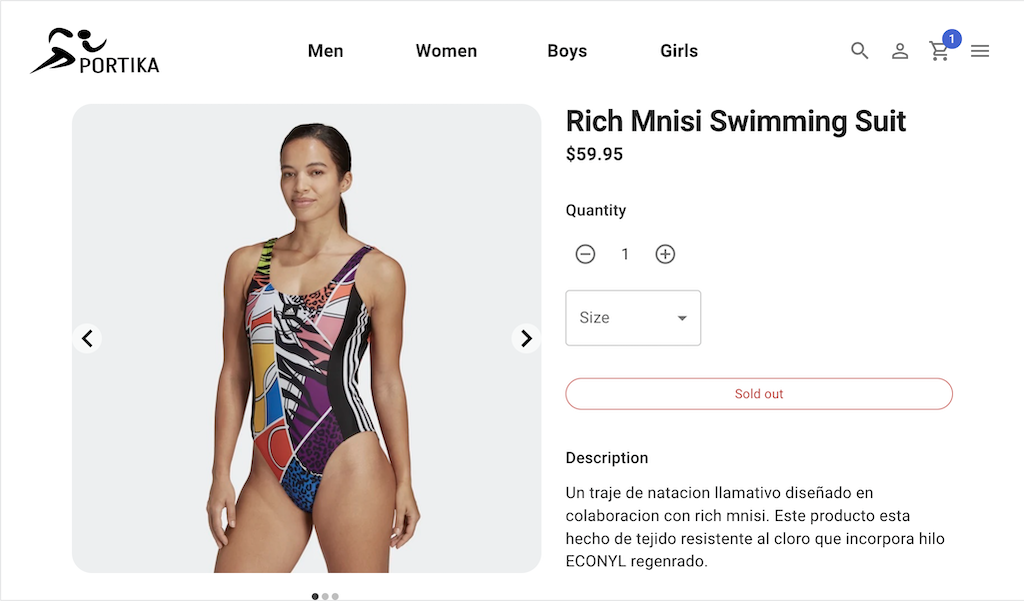 PORTIKA
Men Women Boys Girls
1
Rich Mnisi Swimming Suit
$59.95
Quantity
1
Size
Sold out
Description
Un traje de natacion llamativo diseñado en
colaboracion con rich mnisi. Este producto esta
hecho de tejido resistente al cloro que incorpora hilo
ECONYL regenrado.